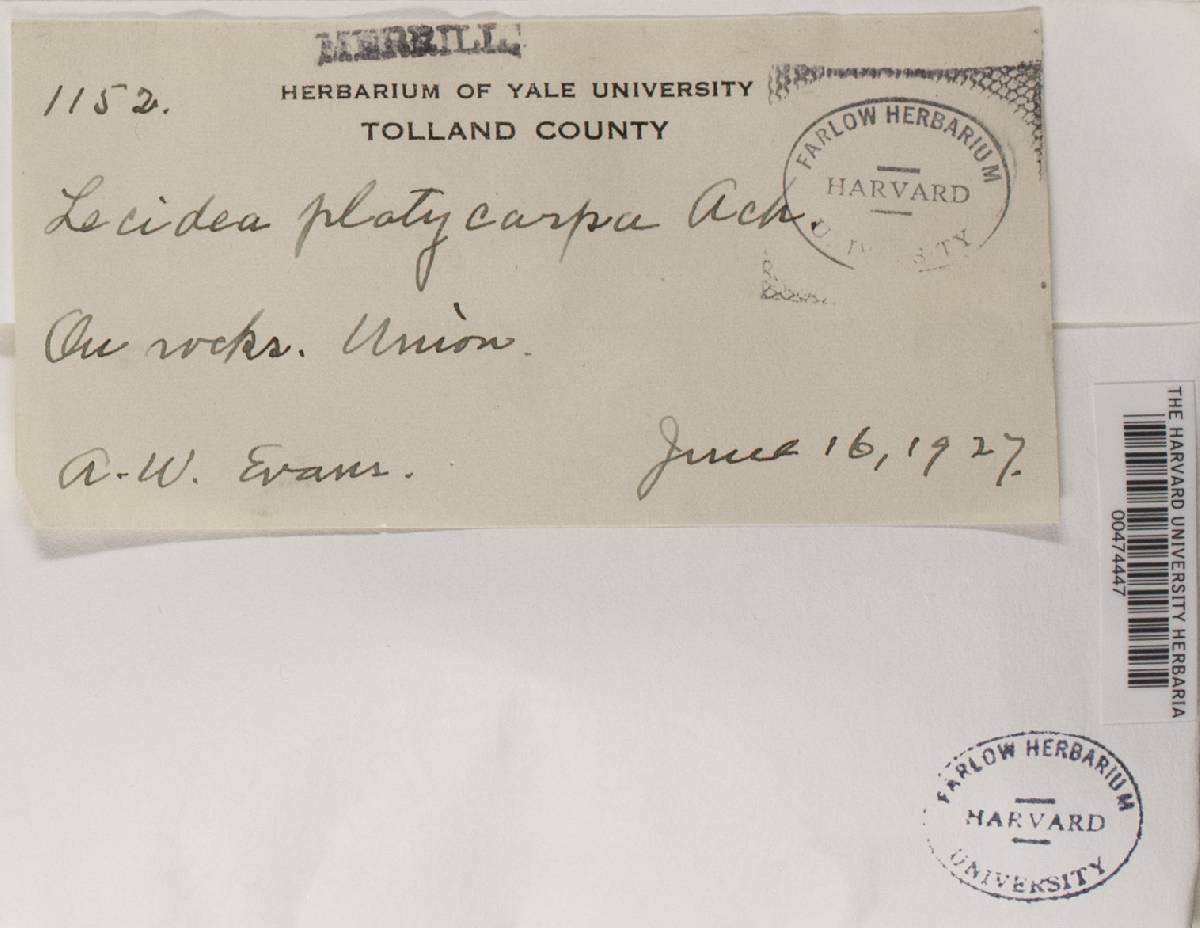 MERRILL.
1152.
HERBARIUM OF YALE UNIVERSITY
TOLLAND COUNTY
FARLOW HERBARIUM
HARVARD
UNIVERSITY
Lecidea platycarpa Ach.
On rocks. Union.
A. W. Evans.
June 16, 1927.
THE HARVARD UNIVERSITY HERBARIA
00474447
FARLOW HERBARIUM
HARVARD
UNIVERSITY